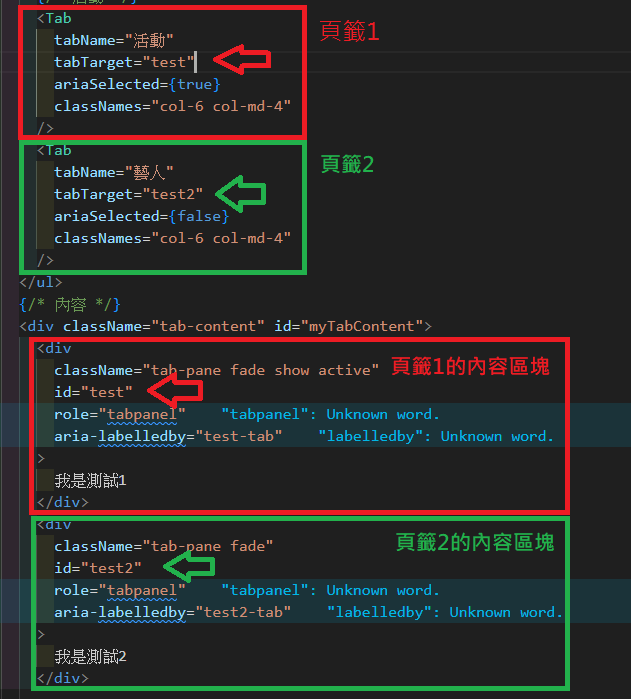 {/* 活動 */}
<Tab
頁籤1
tabName="活動"
tabTarget="test"
ariaSelected={true}
classNames="col-6 col-md-4"
/>
<Tab
頁籤2
tabName="藝人"
tabTarget="test2"
ariaSelected={false}
classNames="col-6 col-md-4"
/>
</ul>
{/* 內容 */}
<div className="tab-content" id="myTabContent">
<div
className="tab-pane fade show active" 頁籤1的內容區塊
id="test"
role="tabpanel" "tabpanel": Unknown word.
aria-labelledby="test-tab" "labelledby": Unknown word.
>
我是測試1
</div>
<div
className="tab-pane fade" 頁籤2的內容區塊
id="test2"
role="tabpanel" "tabpanel": Unknown word.
aria-labelledby="test2-tab" "labelledby": Unknown word.
>
我是測試2
</div>